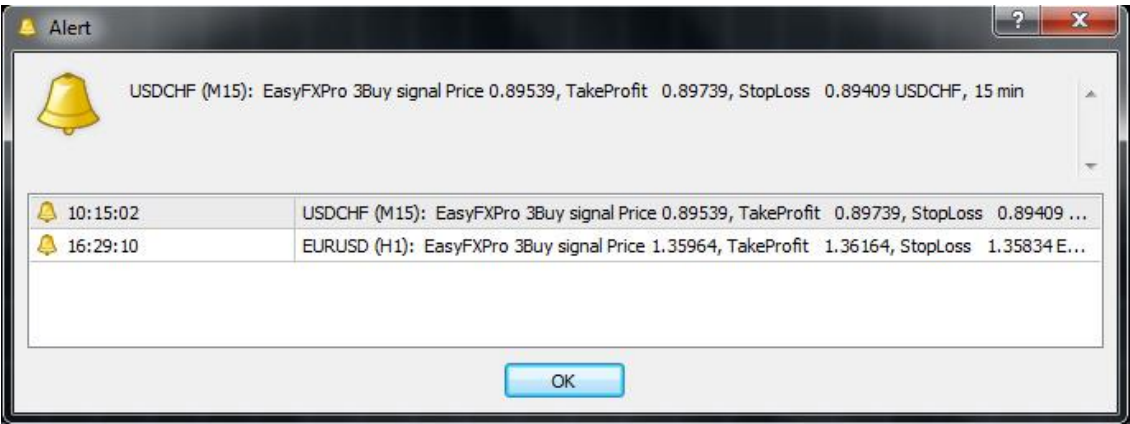 Alert
USDCHF (M15): EasyFXPro 3Buy signal Price 0.89539, TakeProfit 0.89739, StopLoss 0.89409 USDCHF, 15 min
10:15:02 USDCHF (M15): EasyFXPro 3Buy signal Price 0.89539, TakeProfit 0.89739, StopLoss 0.89409 ...
16:29:10 EURUSD (H1): EasyFXPro 3Buy signal Price 1.35964, TakeProfit 1.36164, StopLoss 1.35834 E...
OK